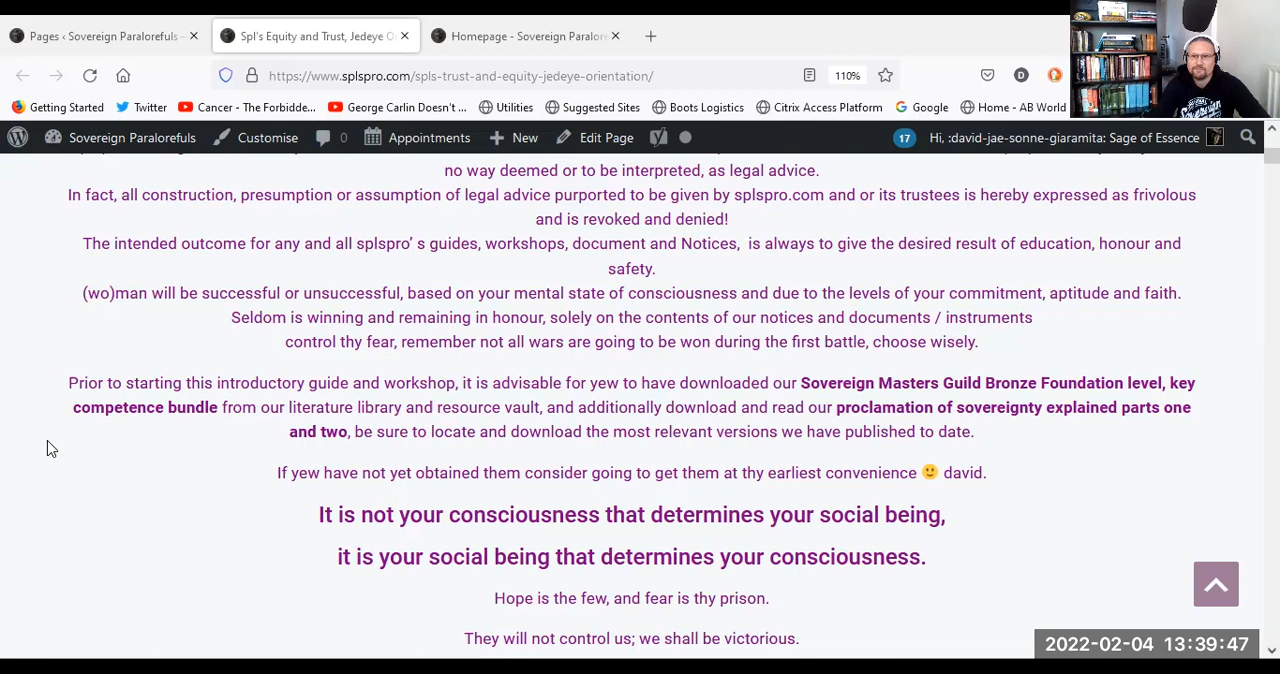 Pages ‹ Sovereign Paralorefuls –
Spl's Equity and Trust, Jedeye O
Homepage - Sovereign Paralor
https://www.splspro.com/spls-trust-and-equity-jedeye-orientation/
110%
Getting Started
Twitter
Cancer - The Forbidde...
George Carlin Doesn't ...
Utilities
Suggested Sites
Boots Logistics
Citrix Access Platform
Google
Home - AB World
Sovereign Paralorefuls
Customise
0
Appointments
New
Edit Page
17
Hi, :david-jae-sonne-giaramita: Sage of Essence
no way deemed or to be interpreted, as legal advice.
In fact, all construction, presumption or assumption of legal advice purported to be given by splspro.com and or its trustees is hereby expressed as frivolous
and is revoked and denied!
The intended outcome for any and all splspro' s guides, workshops, document and Notices, is always to give the desired result of education, honour and
safety.
(wo)man will be successful or unsuccessful, based on your mental state of consciousness and due to the levels of your commitment, aptitude and faith.
Seldom is winning and remaining in honour, solely on the contents of our notices and documents / instruments
control thy fear, remember not all wars are going to be won during the first battle, choose wisely.
Prior to starting this introductory guide and workshop, it is advisable for yew to have downloaded our Sovereign Masters Guild Bronze Foundation level, key
competence bundle from our literature library and resource vault, and additionally download and read our proclamation of sovereignty explained parts one
and two, be sure to locate and download the most relevant versions we have published to date.
If yew have not yet obtained them consider going to get them at thy earliest convenience 🙂 david.
It is not your consciousness that determines your social being,
it is your social being that determines your consciousness.
Hope is the few, and fear is thy prison.
They will not control us; we shall be victorious.
2022-02-04 13:39:47